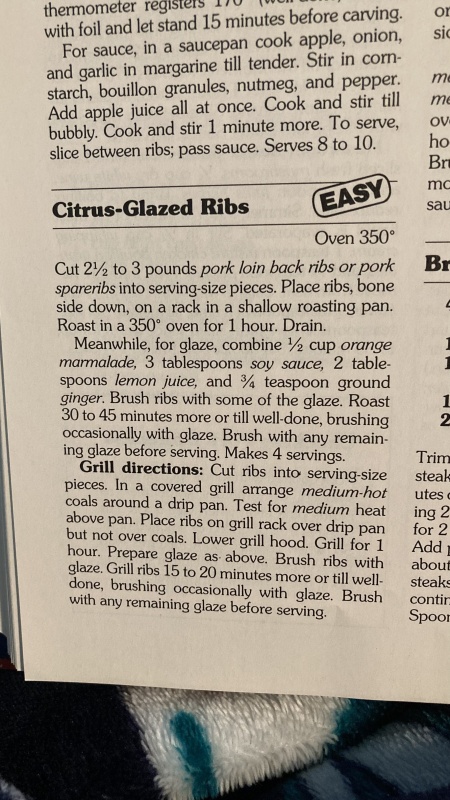 thermometer registers 170°
with foil and let stand 15 minutes before carving.
For sauce, in a saucepan cook apple, onion,
and garlic in margarine till tender. Stir in corn-
starch, bouillon granules, nutmeg, and pepper.
Add apple juice all at once. Cook and stir till
bubbly. Cook and stir 1 minute more. To serve,
slice between ribs; pass sauce. Serves 8 to 10.
Citrus-Glazed Ribs EASY
Oven 350°
Cut 2½ to 3 pounds pork loin back ribs or pork
spareribs into serving-size pieces. Place ribs, bone
side down, on a rack in a shallow roasting pan.
Roast in a 350° oven for 1 hour. Drain.
Meanwhile, for glaze, combine ½ cup orange
marmalade, 3 tablespoons soy sauce, 2 table-
spoons lemon juice, and ¾ teaspoon ground
ginger. Brush ribs with some of the glaze. Roast
30 to 45 minutes more or till well-done, brushing
occasionally with glaze. Brush with any remain-
ing glaze before serving. Makes 4 servings.
Grill directions: Cut ribs into serving-size
pieces. In a covered grill arrange medium-hot
coals around a drip pan. Test for medium heat
above pan. Place ribs on grill rack over drip pan
but not over coals. Lower grill hood. Grill for 1
hour. Prepare glaze as above. Brush ribs with
glaze. Grill ribs 15 to 20 minutes more or till well-
done, brushing occasionally with glaze. Brush
with any remaining glaze before serving.
or
sic
me
me
ove
ho
Bru
mo
sau
Br
4
1
1
1
2
Trim
steak
utes o
ing 2
for 2
Add p
about
steaks
contin
Spoon